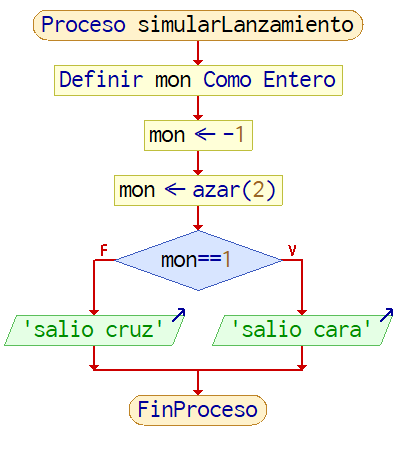 Proceso simularLanzamiento
Definir mon Como Entero
mon <- -1
mon <- azar(2)
mon==1
F
V
'salio cruz'
'salio cara'
FinProceso